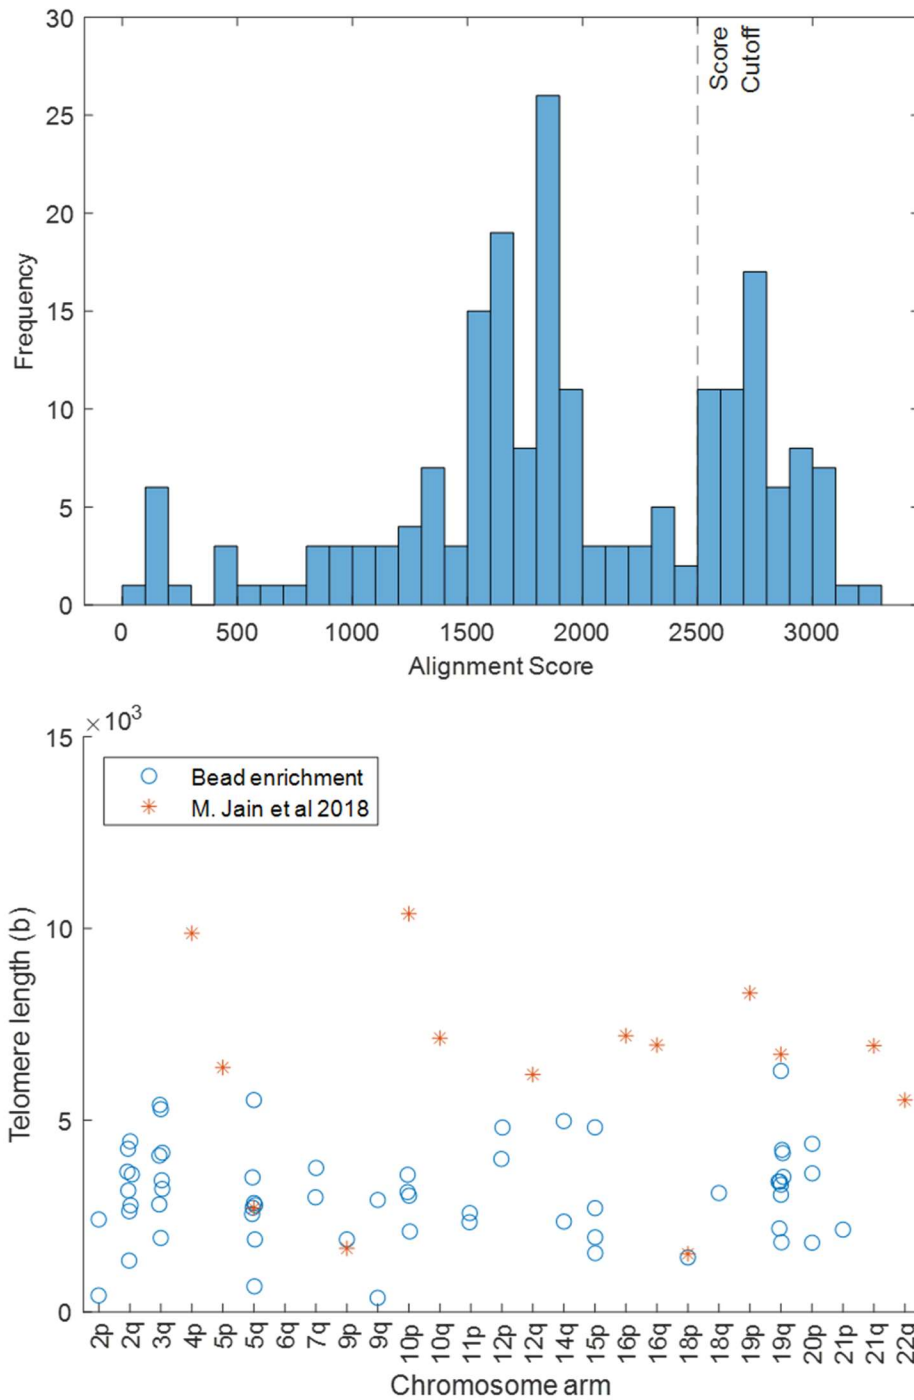 30
25
20
15
10
5
0
Frequency
Score
Cutoff
0 500 1000 1500 2000 2500 3000
Alignment Score
× 10³
15
10
5
0
Telomere length (b)
Bead enrichment
M. Jain et al 2018
2p 2q 3q 4p 5p 5q 6q 7q 9p 9q 10p 10q 11p 12p 12q 14q 15p 16p 16q 18p 18q 19p 19q 20p 21p 21q 22q
Chromosome arm